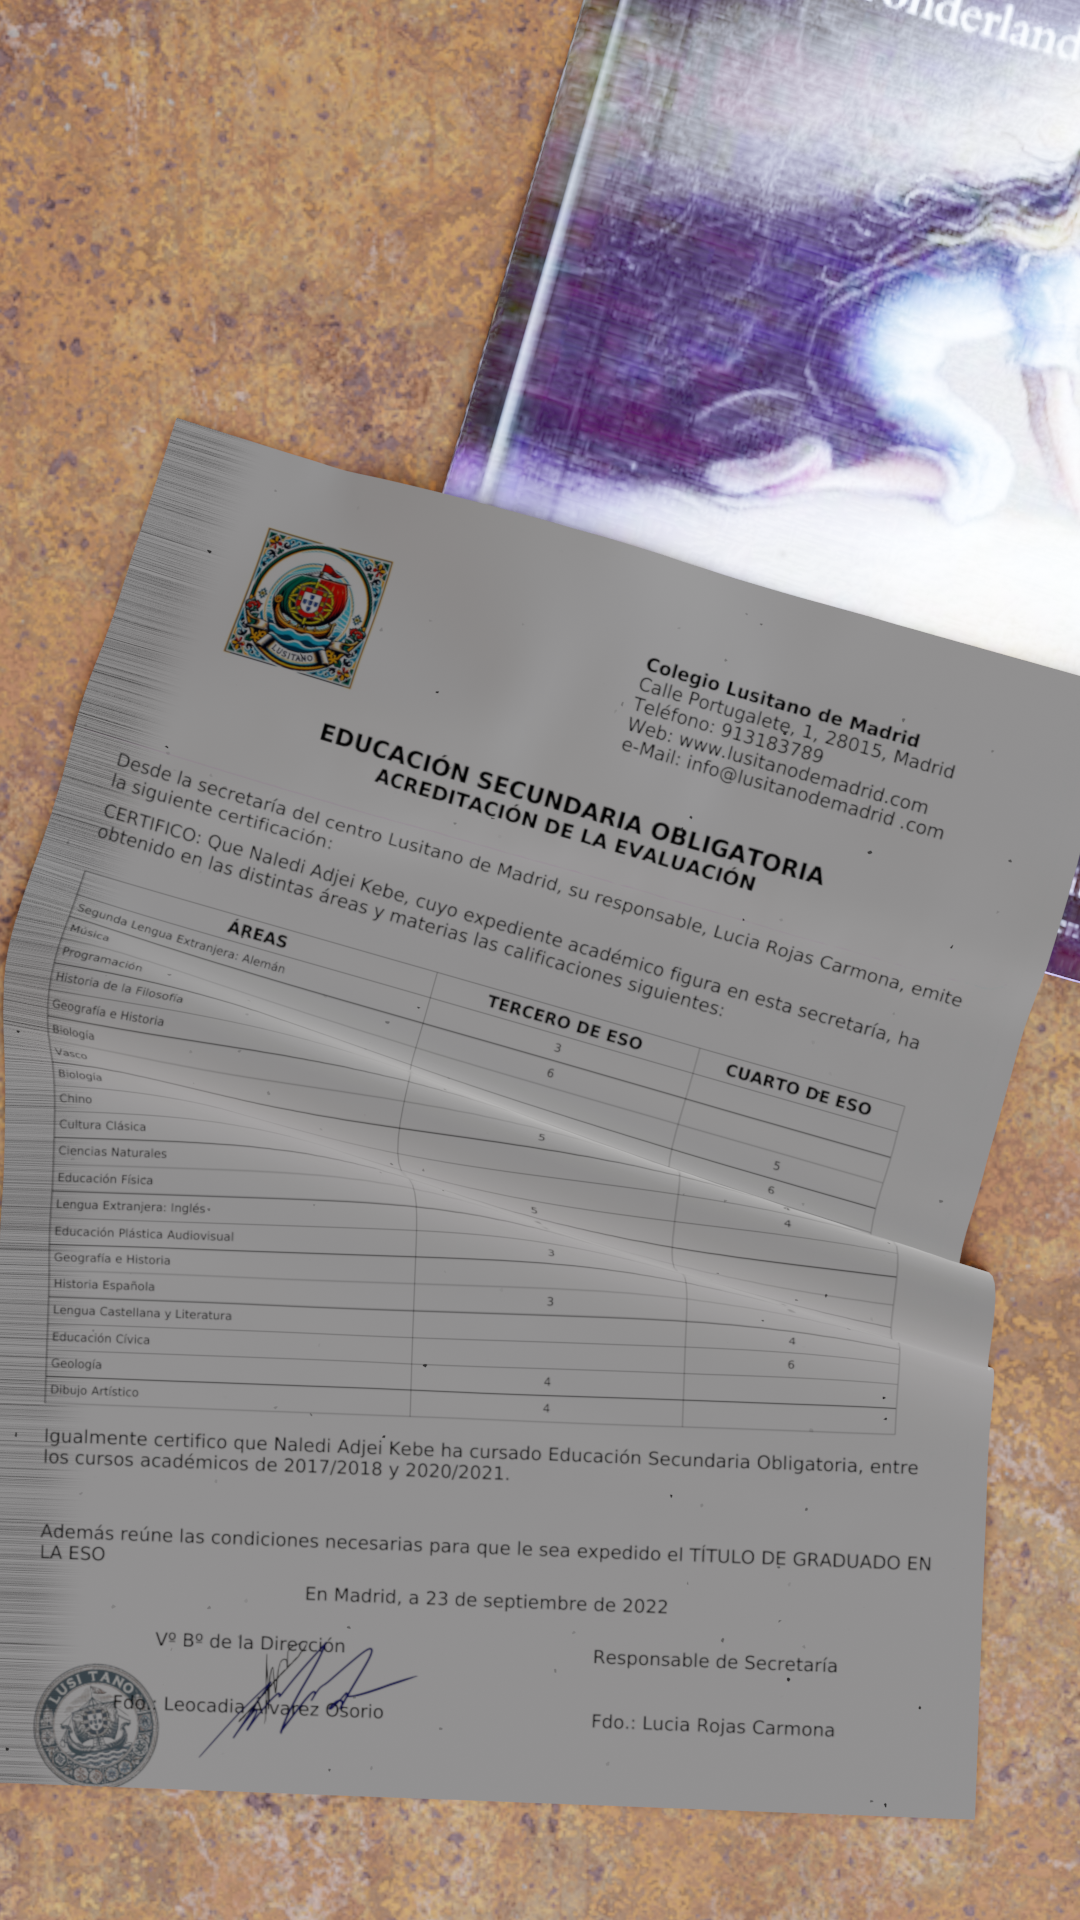 onderland
LUSITANO
Colegio Lusitano de Madrid
Calle Portugalete, 1, 28015, Madrid
Teléfono: 913183789
Web: www.lusitanodemadrid.com
e-Mail: info@lusitanodemadrid .com
EDUCACIÓN SECUNDARIA OBLIGATORIA
ACREDITACIÓN DE LA EVALUACIÓN
Desde la secretaría del centro Lusitano de Madrid, su responsable, Lucia Rojas Carmona, emite
la siguiente certificación:
CERTIFICO: Que Naledi Adjei Kebe, cuyo expediente académico figura en esta secretaría, ha
obtenido en las distintas áreas y materias las calificaciones siguientes:
ÁREAS TERCERO DE ESO CUARTO DE ESO
Segunda Lengua Extranjera: Alemán 3
Música 6
Programación 5
Historia de la Filosofía 6
Geografía e Historia 5
Biología 4
Vasco
Biología
Chino
Cultura Clásica
Ciencias Naturales
Educación Física 5
Lengua Extranjera: Inglés
Educación Plástica Audiovisual 3
Geografía e Historia
Historia Española 3
Lengua Castellana y Literatura 4
Educación Cívica 6
Geología 4
Dibujo Artístico 4
Igualmente certifico que Naledi Adjei Kebe ha cursado Educación Secundaria Obligatoria, entre
los cursos académicos de 2017/2018 y 2020/2021.
Además reúne las condiciones necesarias para que le sea expedido el TÍTULO DE GRADUADO EN
LA ESO
En Madrid, a 23 de septiembre de 2022
Vº Bº de la Dirección
Responsable de Secretaría
LUSITANO
Fdo.: Leocadia Alvarez Osorio
Fdo.: Lucia Rojas Carmona